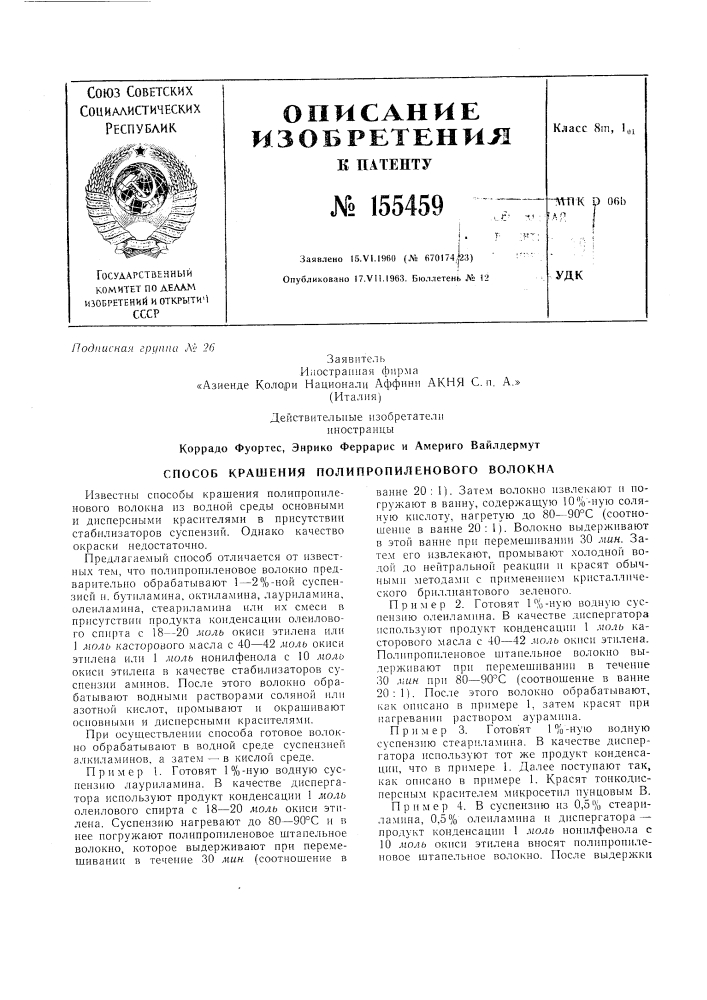 Союз Советских
Социалистических
Республик
Государственный
комитет по делам
изобретений и открытий
СССР
ОПИСАНИЕ
ИЗОБРЕТЕНИЯ
К ПАТЕНТУ
№ 155459
Заявлено 15.VI.1960 (№ 670174/23)
Опубликовано 17.VII.1963. Бюллетень № 12
Класс 8m, 1₀₁
МПК D 06b
УДК
Подписная группа № 26
Заявитель
Иностранная фирма
«Азиенде Колори Национали Аффини АКНЯ С. п. А.»
(Италия)
Действительные изобретатели
иностранцы
Коррадо Фуортес, Энрико Феррарис и Америго Вайлдермут
СПОСОБ КРАШЕНИЯ ПОЛИПРОПИЛЕНОВОГО ВОЛОКНА
Известны способы крашения полипропиле-
нового волокна из водной среды основными
и дисперсными красителями в присутствии
стабилизаторов суспензий. Однако качество
окраски недостаточно.
Предлагаемый способ отличается от извест-
ных тем, что полипропиленовое волокно пред-
варительно обрабатывают 1—2%-ной суспен-
зией н. бутиламина, октиламина, лауриламина,
олеиламина, стеариламина или их смеси в
присутствии продукта конденсации олеилово-
го спирта с 18—20 моль окиси этилена или
1 моль касторового масла с 40—42 моль окиси
этилена или 1 моль нонилфенола с 10 моль
окиси этилена в качестве стабилизаторов су-
спензии аминов. После этого волокно обра-
батывают водными растворами соляной или
азотной кислот, промывают и окрашивают
основными и дисперсными красителями.
При осуществлении способа готовое волок-
но обрабатывают в водной среде суспензией
алкиламинов, а затем — в кислой среде.
Пример 1. Готовят 1%-ную водную сус-
пензию лауриламина. В качестве дисперга-
тора используют продукт конденсации 1 моль
олеилового спирта с 18—20 моль окиси эти-
лена. Суспензию нагревают до 80—90°С и в
нее погружают полипропиленовое штапельное
волокно, которое выдерживают при переме-
шивании в течение 30 мин (соотношение в
ванне 20 : 1). Затем волокно извлекают и по-
гружают в ванну, содержащую 10%-ную соля-
ную кислоту, нагретую до 80—90°С (соотно-
шение в ванне 20 : 1). Волокно выдерживают
в этой ванне при перемешивании 30 мин. За-
тем его извлекают, промывают холодной во-
дой до нейтральной реакции и красят обыч-
ными методами с применением кристалличе-
ского бриллиантового зеленого.
Пример 2. Готовят 1%-ную водную сус-
пензию олеиламина. В качестве диспергатора
используют продукт конденсации 1 моль ка-
сторового масла с 40—42 моль окиси этилена.
Полипропиленовое штапельное волокно вы-
держивают при перемешивании в течение
30 мин при 80—90°С (соотношение в ванне
20 : 1). После этого волокно обрабатывают,
как описано в примере 1, затем красят при
нагревании раствором аурамина.
Пример 3. Готовят 1%-ную водную
суспензию стеариламина. В качестве диспер-
гатора используют тот же продукт конденса-
ции, что в примере 1. Далее поступают так,
как описано в примере 1. Красят тонкодис-
персным красителем микросетил пунцовым В.
Пример 4. В суспензию из 0,5% стеари-
ламина, 0,5% олеиламина и диспергатора —
продукт конденсации 1 моль нонилфенола с
10 моль окиси этилена вносят полипропиле-
новое штапельное волокно. После выдержки